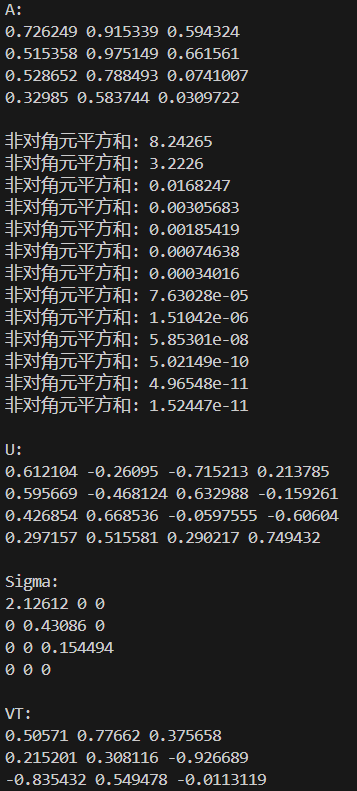 A:
0.726249 0.915339 0.594324
0.515358 0.975149 0.661561
0.528652 0.788493 0.0741007
0.32985 0.583744 0.0309722

非对角元平方和: 8.24265
非对角元平方和: 3.2226
非对角元平方和: 0.0168247
非对角元平方和: 0.00305683
非对角元平方和: 0.00185419
非对角元平方和: 0.00074638
非对角元平方和: 0.00034016
非对角元平方和: 7.63028e-05
非对角元平方和: 1.51042e-06
非对角元平方和: 5.85301e-08
非对角元平方和: 5.02149e-10
非对角元平方和: 4.96548e-11
非对角元平方和: 1.52447e-11

U:
0.612104 -0.26095 -0.715213 0.213785
0.595669 -0.468124 0.632988 -0.159261
0.426854 0.668536 -0.0597555 -0.60604
0.297157 0.515581 0.290217 0.749432

Sigma:
2.12612 0 0
0 0.43086 0
0 0 0.154494
0 0 0

VT:
0.50571 0.77662 0.375658
0.215201 0.308116 -0.926689
-0.835432 0.549478 -0.0113119